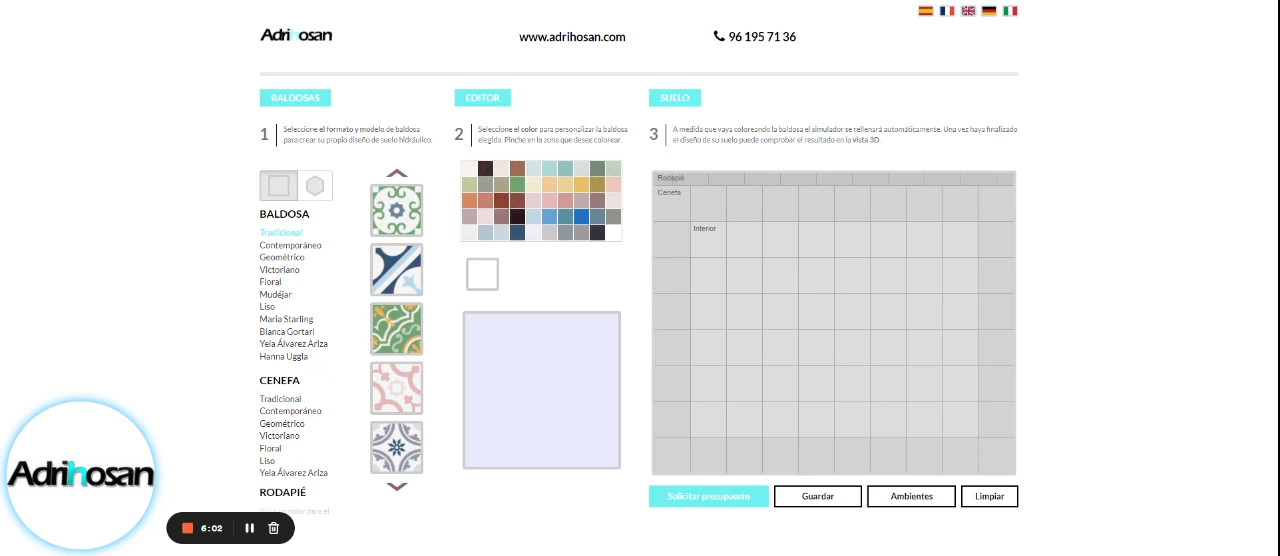 Adrihosan
www.adrihosan.com
96 195 71 36
BALDOSAS
1
Seleccione el formato y modelo de baldosa
para crear su propio diseño de suelo hidráulico.
EDITOR
2
Seleccione el color para personalizar la baldosa
elegida. Pinche en la zona que desee colorear.
SUELO
3
A medida que vaya coloreando la baldosa el simulador se rellenará automáticamente. Una vez haya finalizado
el diseño de su suelo puede comprobar el resultado en la vista 3D.
BALDOSA
Tradicional
Contemporáneo
Geométrico
Victoriano
Floral
Mudéjar
Liso
Maria Starling
Blanca Gortari
Yela Álvarez Ariza
Hanna Uggla
CENEFA
Tradicional
Contemporáneo
Geométrico
Victoriano
Floral
Liso
Yela Álvarez Ariza
RODAPIÉ
Rodapié
Cenefa
Interior
Solicitar presupuesto
Guardar
Ambientes
Limpiar
Adrihosan
6:02